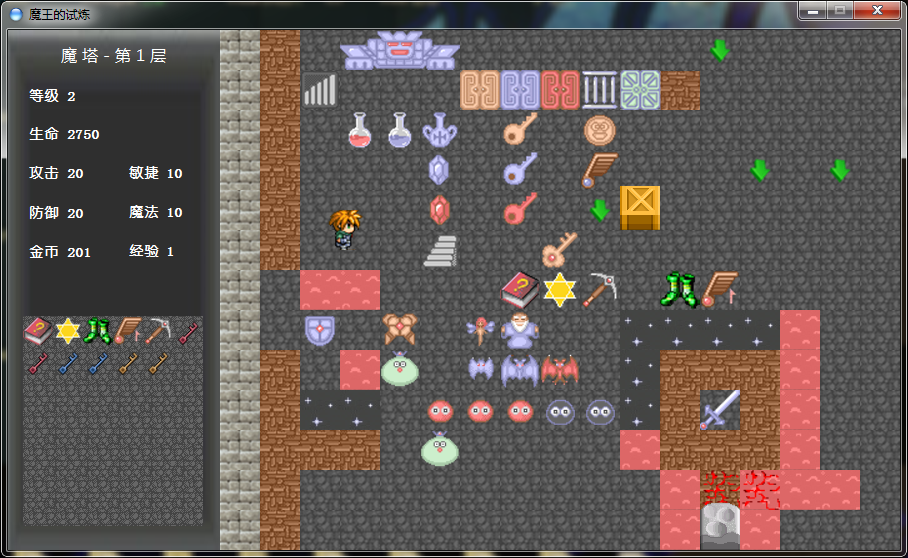 魔王的试炼
魔 塔 - 第 1 层
等级 2
生命 2750
攻击 20 敏捷 10
防御 20 魔法 10
金币 201 经验 1